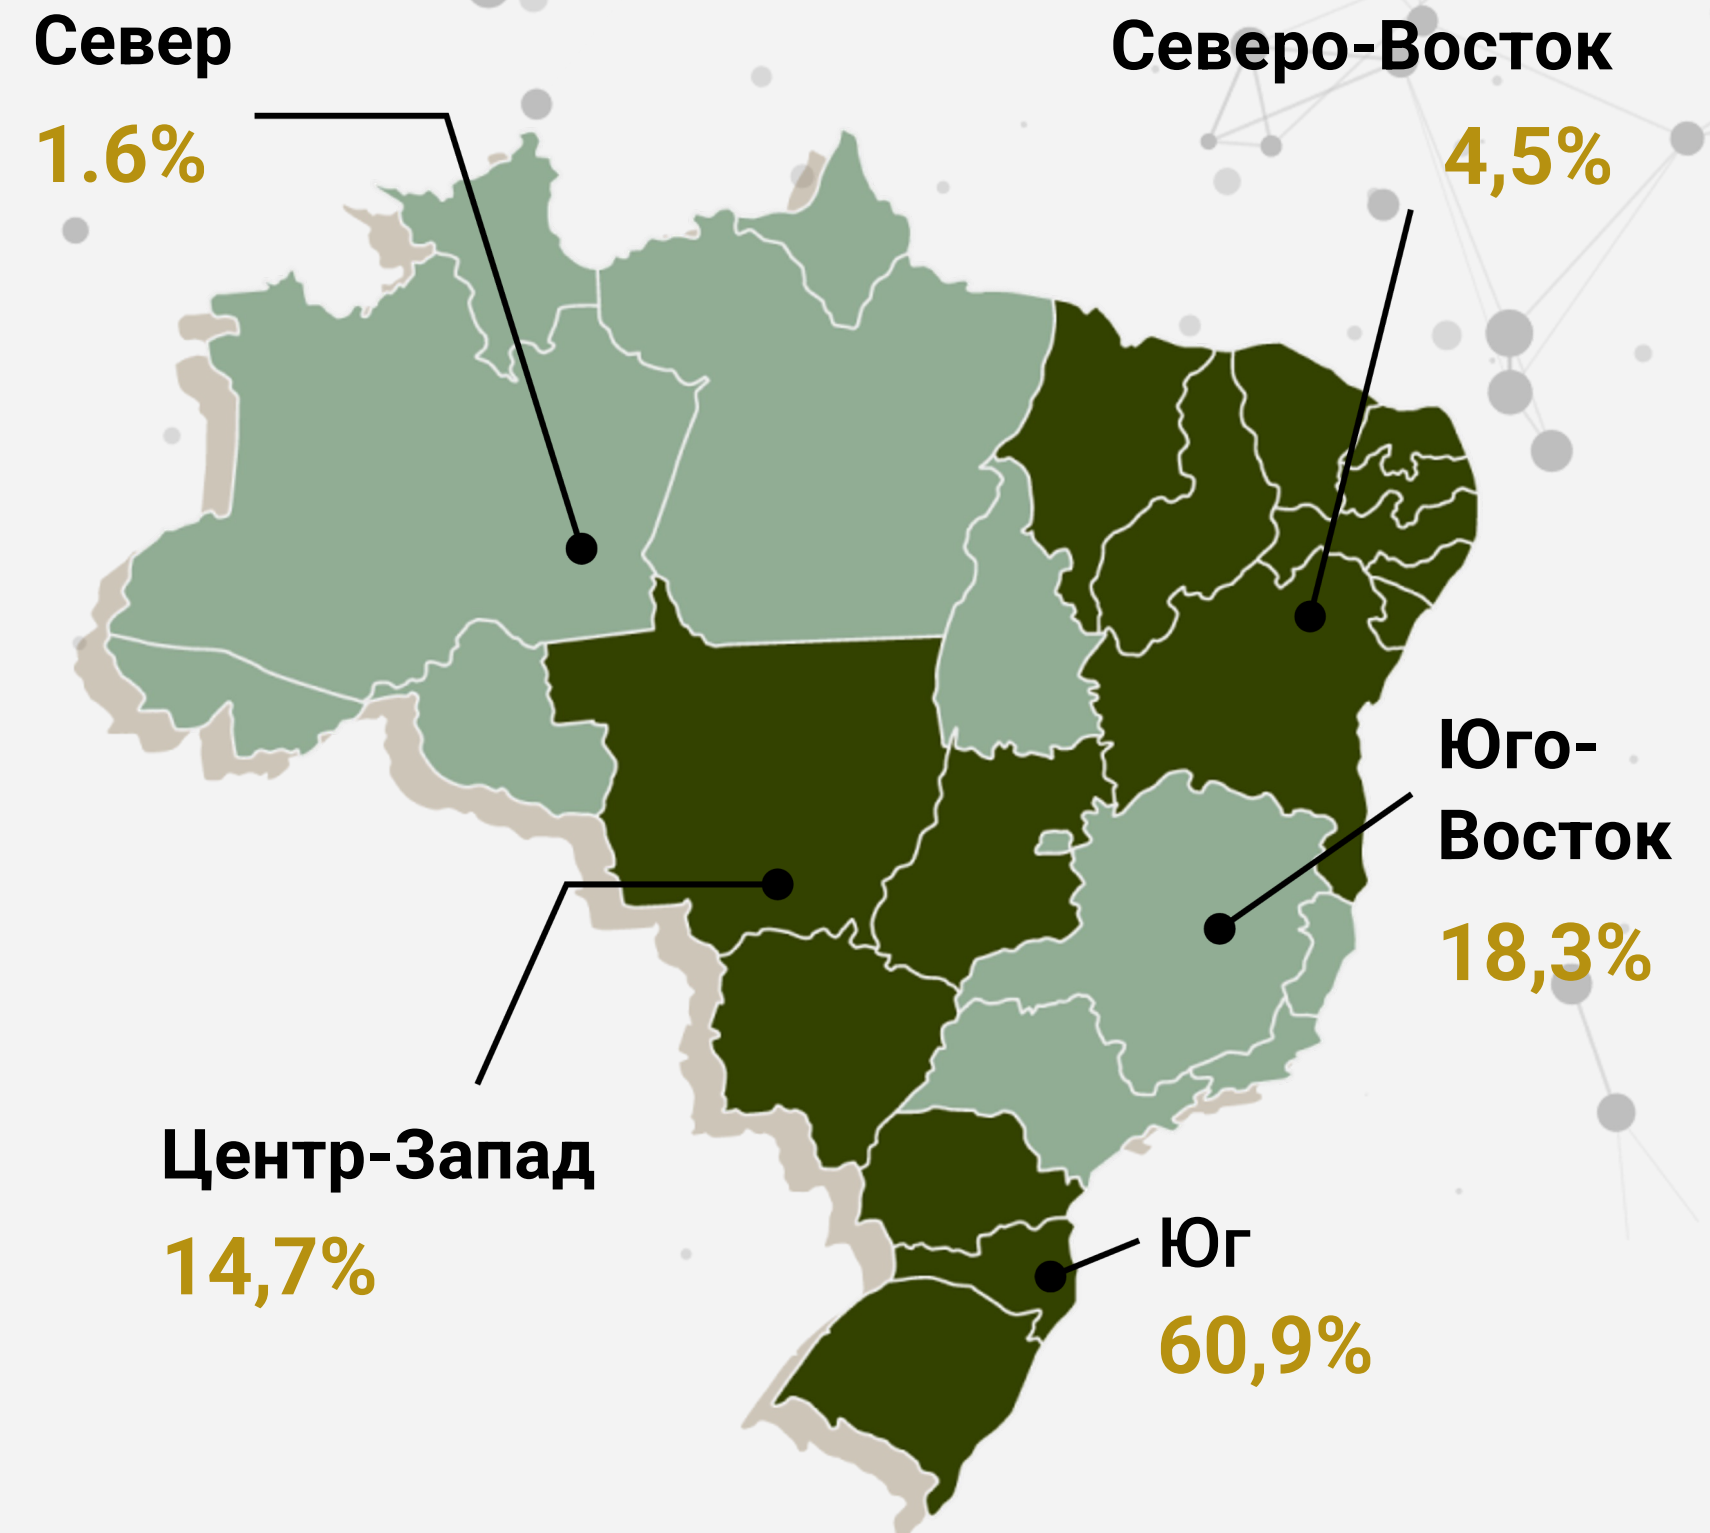 Север
1.6%
Северо-Восток
4,5%
Юго-
Восток
18,3%
Центр-Запад
14,7%
Юг
60,9%